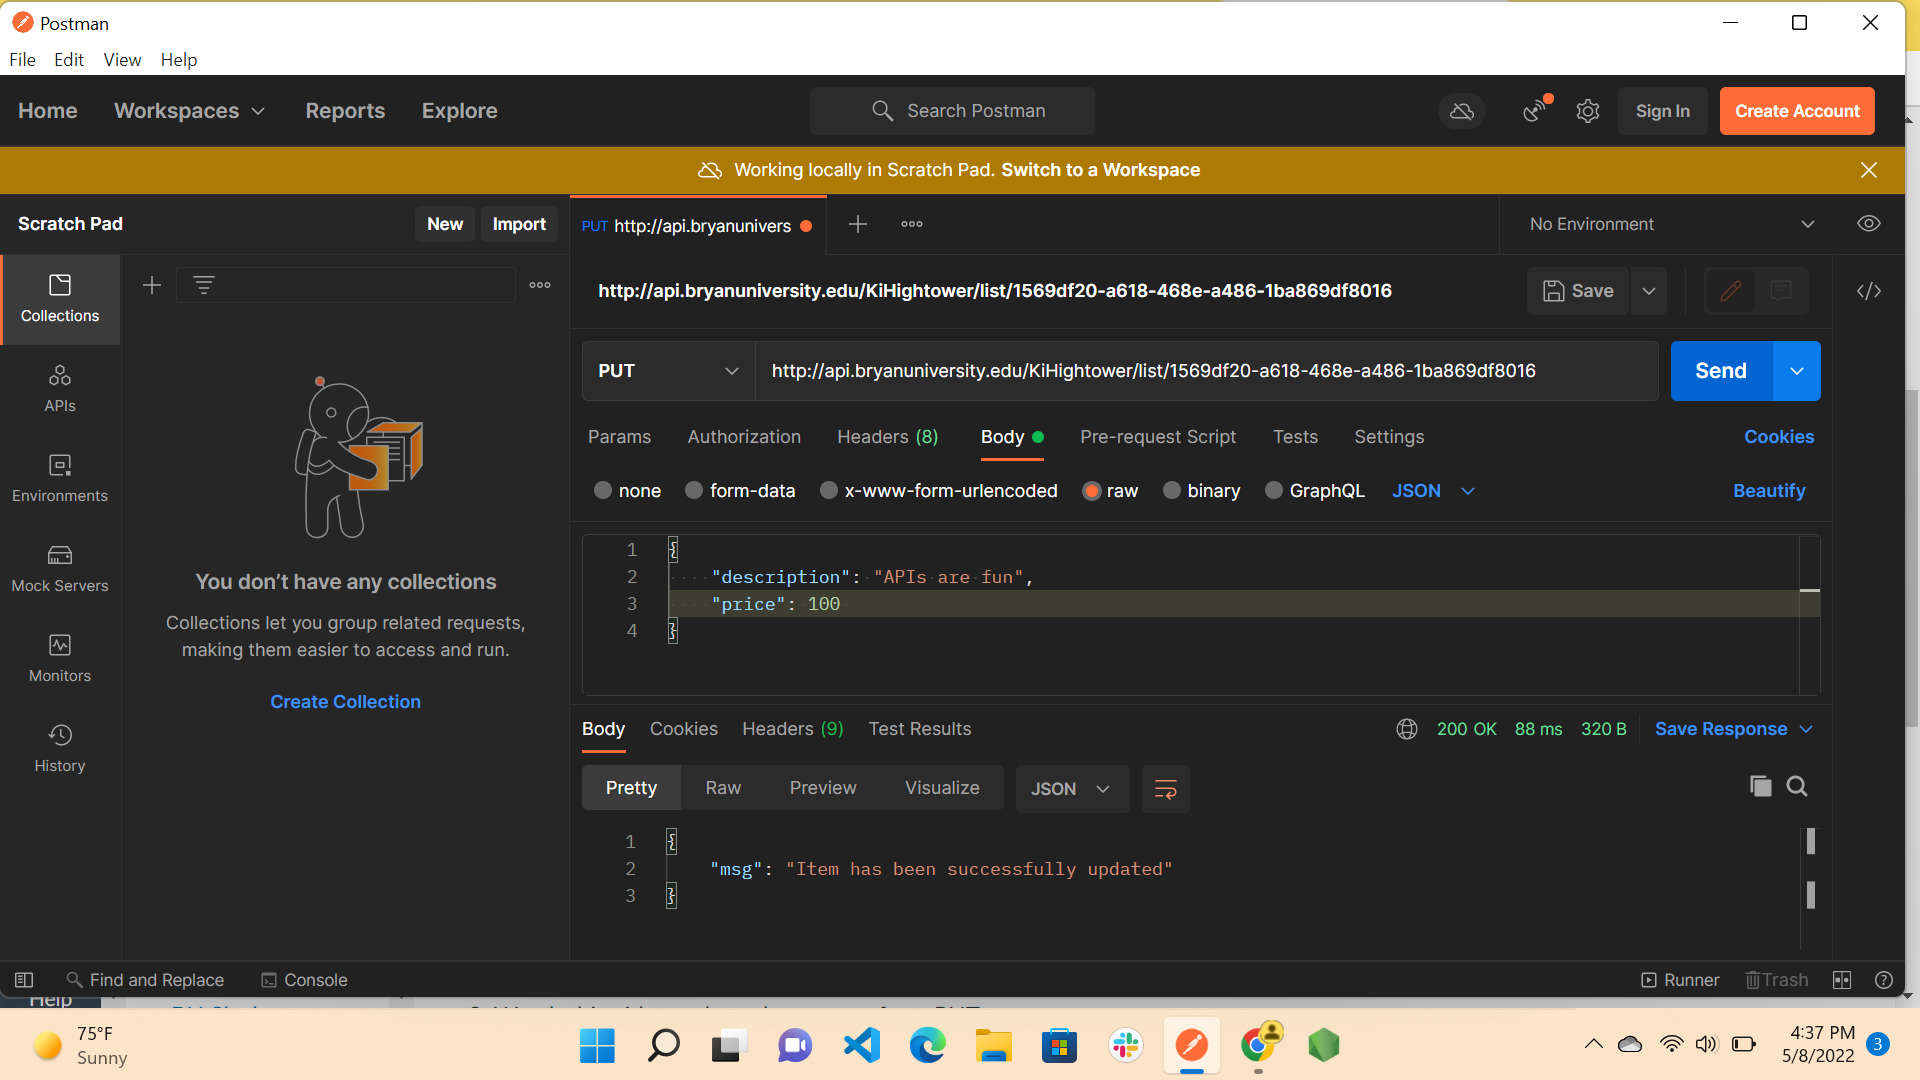 Postman
File Edit View Help
Home Workspaces Reports Explore Search Postman Sign In Create Account
Working locally in Scratch Pad. Switch to a Workspace
Scratch Pad New Import PUT http://api.bryanunivers No Environment
http://api.bryanuniversity.edu/KiHightower/list/1569df20-a618-468e-a486-1ba869df8016 Save
Collections
PUT http://api.bryanuniversity.edu/KiHightower/list/1569df20-a618-468e-a486-1ba869df8016 Send
APIs
Params Authorization Headers (8) Body Pre-request Script Tests Settings Cookies
Environments
none form-data x-www-form-urlencoded raw binary GraphQL JSON Beautify
1 {
2 "description": "APIs are fun",
3 "price": 100
4 }
Mock Servers
You don't have any collections
Collections let you group related requests,
making them easier to access and run.
Monitors
Create Collection
History
Body Cookies Headers (9) Test Results 200 OK 88 ms 320 B Save Response
Pretty Raw Preview Visualize JSON
1 {
2 "msg": "Item has been successfully updated"
3 }
Find and Replace Console Runner Trash
Help
75°F
Sunny
4:37 PM
5/8/2022 3